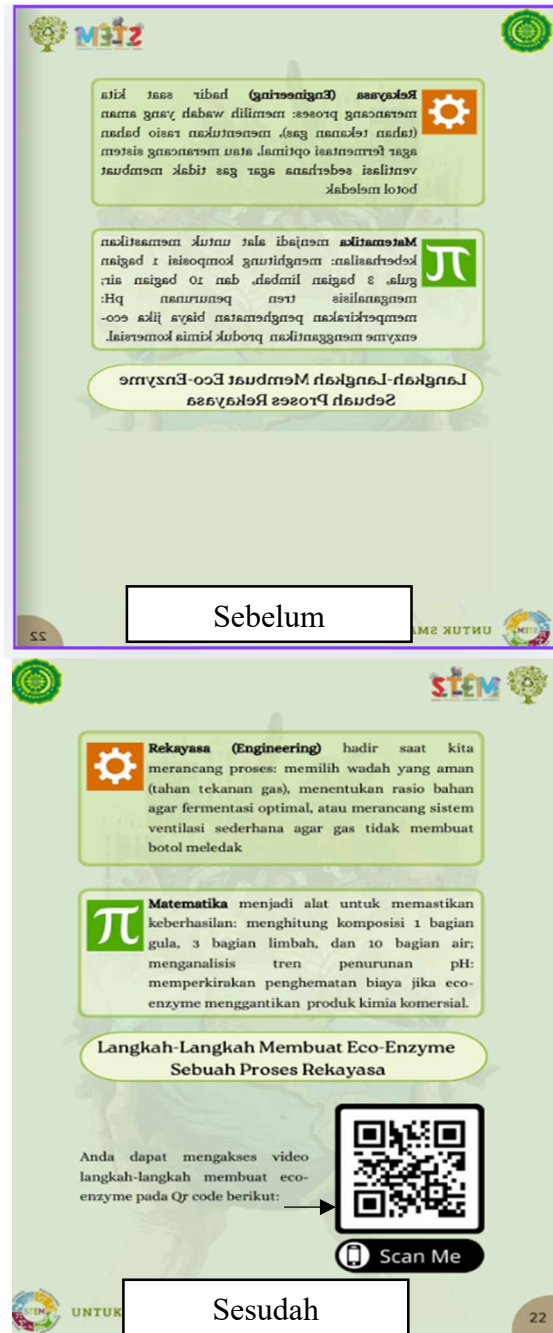 STEM
Rekayasa (Engineering) hadir saat kita
merancang proses: memilih wadah yang aman
(tahan tekanan gas), menentukan rasio bahan
agar fermentasi optimal, atau merancang sistem
ventilasi sederhana agar gas tidak membuat
botol meledak
Matematika menjadi alat untuk memastikan
keberhasilan: menghitung komposisi 1 bagian
gula, 3 bagian limbah, dan 10 bagian air;
menganalisis tren penurunan pH:
memperkirakan penghematan biaya jika eco-
enzyme menggantikan produk kimia komersial.
Langkah-Langkah Membuat Eco-Enzyme
Sebuah Proses Rekayasa
Sebelum
UNTUK SMA
STEM
22
STEM
Rekayasa (Engineering) hadir saat kita
merancang proses: memilih wadah yang aman
(tahan tekanan gas), menentukan rasio bahan
agar fermentasi optimal, atau merancang sistem
ventilasi sederhana agar gas tidak membuat
botol meledak
π
Matematika menjadi alat untuk memastikan
keberhasilan: menghitung komposisi 1 bagian
gula, 3 bagian limbah, dan 10 bagian air;
menganalisis tren penurunan pH:
memperkirakan penghematan biaya jika eco-
enzyme menggantikan produk kimia komersial.
Langkah-Langkah Membuat Eco-Enzyme
Sebuah Proses Rekayasa
Anda dapat mengakses video
langkah-langkah membuat eco-
enzyme pada Qr code berikut:
Scan Me
STEM
UNTUK
Sesudah
22